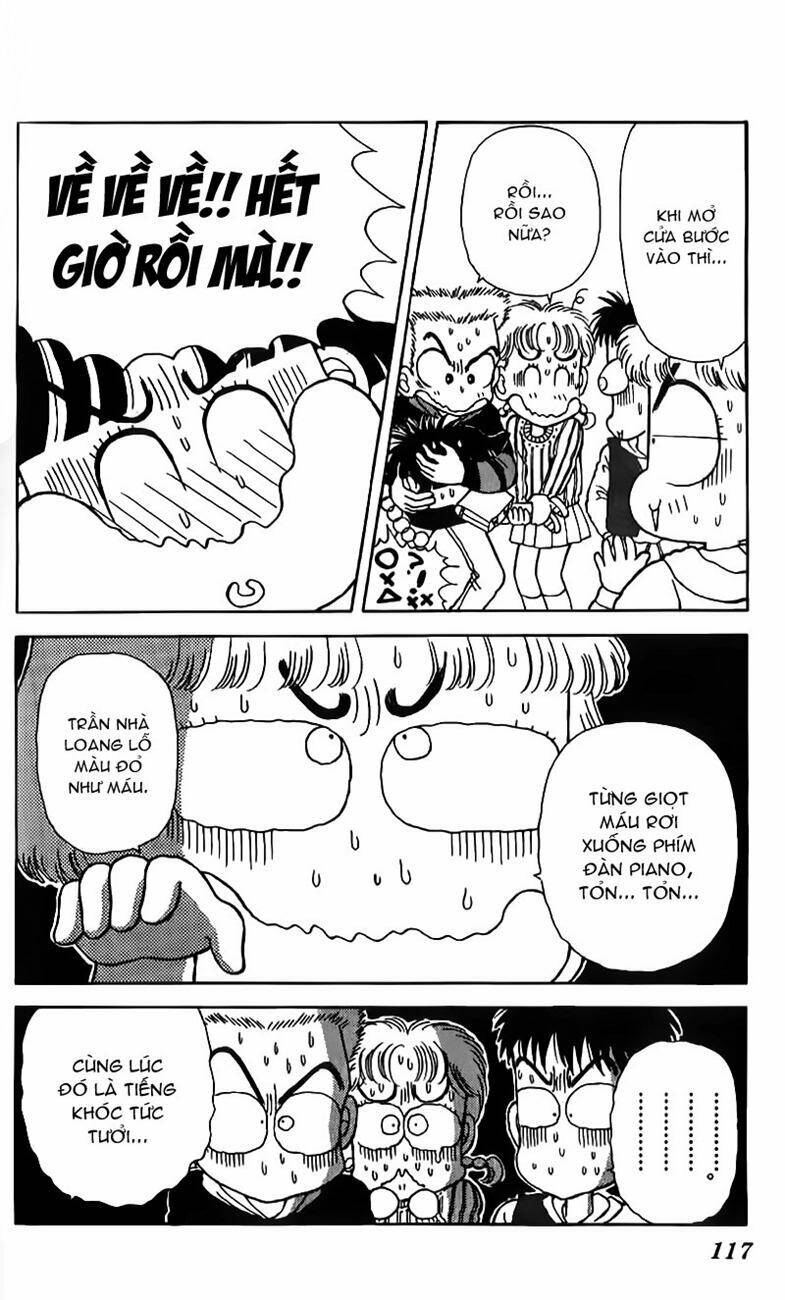 KHI MỞ
CỬA BƯỚC
VÀO THÌ...
RỒI...
RỒI SAO
NỮA?
VỀ VỀ VỀ!! HẾT
GIỜ RỒI MÀ!!
TỪNG GIỌT
MÁU RƠI
XUỐNG PHÍM
ĐÀN PIANO,
TỎN... TỎN...
TRẦN NHÀ
LOANG LỖ
MÀU ĐỎ
NHƯ MÁU.
CÙNG LÚC
ĐÓ LÀ TIẾNG
KHÓC TỨC
TƯỞI...
117